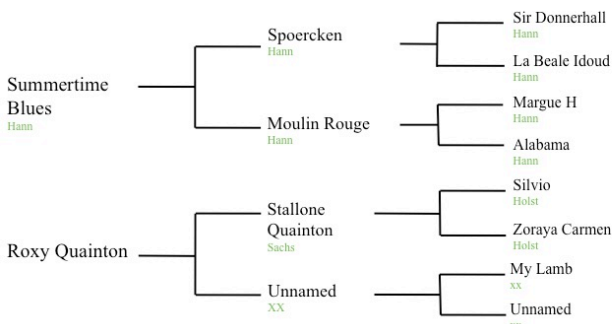 Summertime
Blues
Hann
Spoercken
Hann
Sir Donnerhall
Hann
La Beale Idoud
Hann
Moulin Rouge
Hann
Margue H
Hann
Alabama
Hann
Roxy Quainton
Stallone
Quainton
Sachs
Silvio
Holst
Zoraya Carmen
Holst
Unnamed
XX
My Lamb
xx
Unnamed